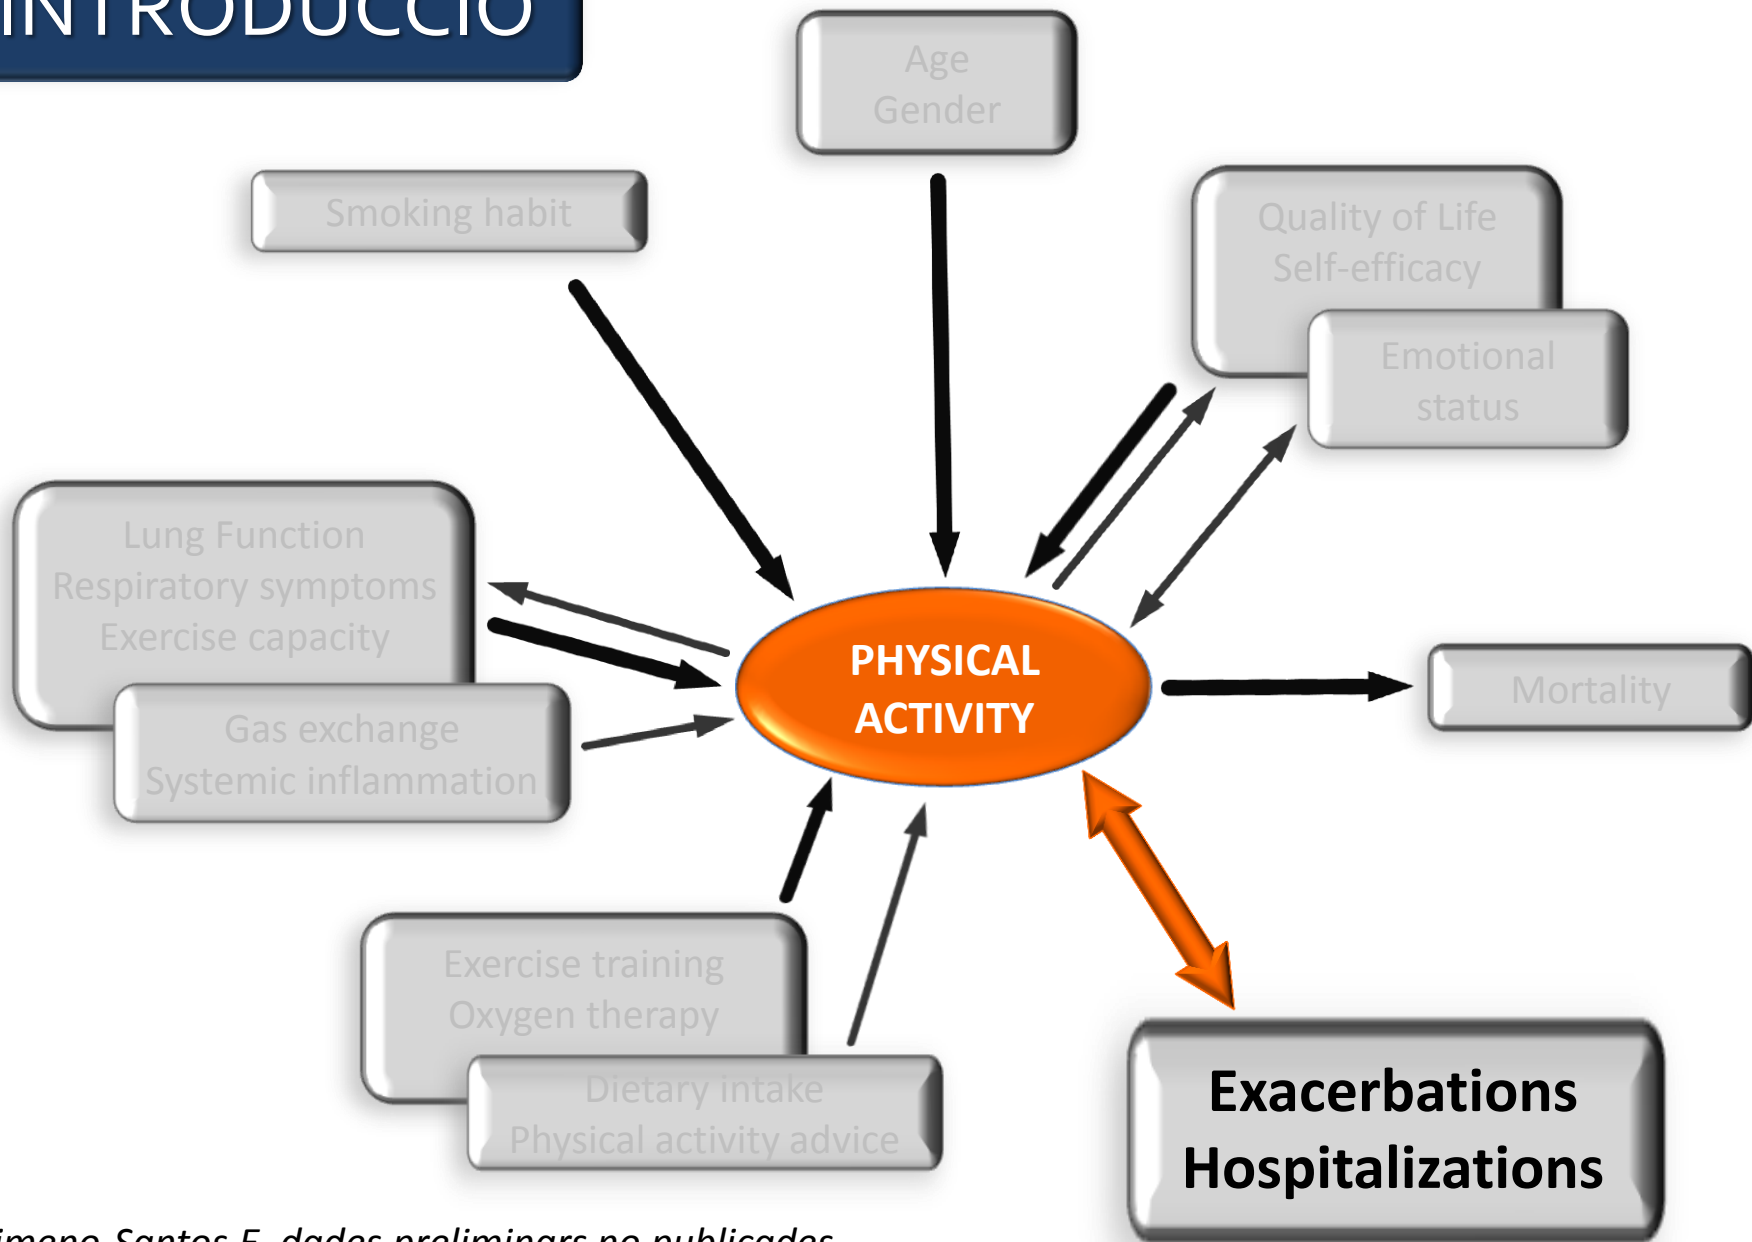 INTRODUCCIÓ
Age
Gender
Smoking habit
Quality of Life
Self-efficacy
Emotional
status
Lung Function
Respiratory symptoms
Exercise capacity
Gas exchange
Systemic inflammation
PHYSICAL
ACTIVITY
Mortality
Exercise training
Oxygen therapy
Dietary intake
Physical activity advice
Exacerbations
Hospitalizations
imeno-Santos E, dades preliminars no publicades